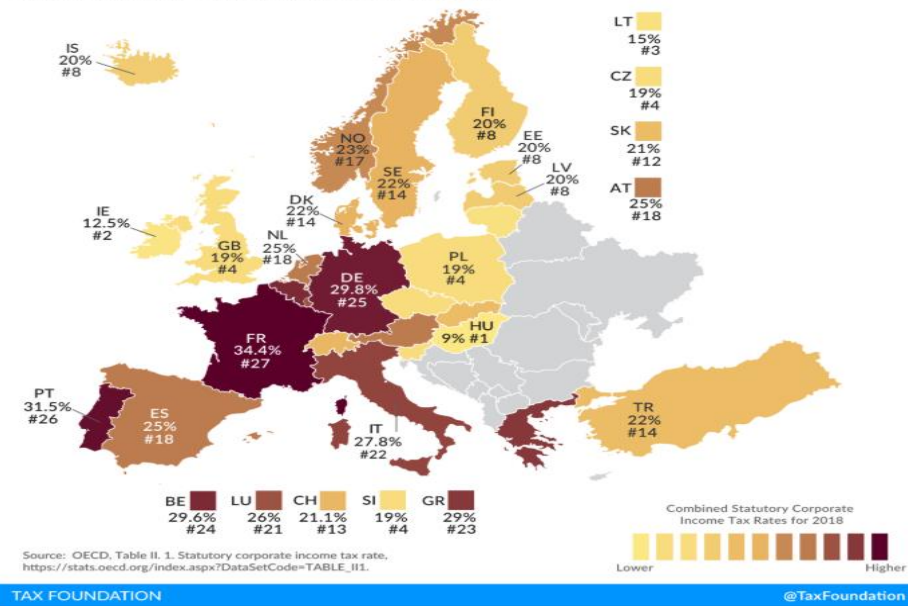 IS
20%
#8
LT
15%
#3
CZ
19%
#4
SK
21%
#12
AT
25%
#18
FI
20%
#8
EE
20%
#8
LV
20%
#8
NO
23%
#17
SE
22%
#14
DK
22%
#14
IE
12.5%
#2
GB
19%
#4
NL
25%
#18
DE
29.8%
#25
PL
19%
#4
HU
9% #1
FR
34.4%
#27
PT
31.5%
#26
ES
25%
#18
IT
27.8%
#22
TR
22%
#14
BE
29.6%
#24
LU
26%
#21
CH
21.1%
#13
SI
19%
#4
GR
29%
#23
Combined Statutory Corporate
Income Tax Rates for 2018
Lower Higher
Source: OECD, Table II. 1. Statutory corporate income tax rate,
https://stats.oecd.org/index.aspx?DataSetCode=TABLE_II1.
TAX FOUNDATION @TaxFoundation